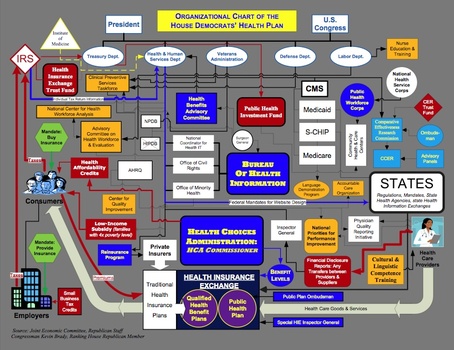 ORGANIZATIONAL CHART OF THE
HOUSE DEMOCRATS' HEALTH PLAN
President
U.S.
Congress
Institute of
Medicine
IRS
Treasury Dept.
Health & Human
Services Dept
Veterans
Administration
Defense Dept.
Labor Dept.
Nurse
Education &
Training
Health
Insurance
Exchange
Trust Fund
Clinical Preventive
Services
Taskforce
Individual Tax Return Information
National Center for Health
Workforce Analysis
Mandate:
Buy
Insurance
Advisory
Committee on
Health Workforce
& Evaluation
NPDB
HIPDB
Health
Benefits
Advisory
Committee
Public Health
Investment Fund
CMS
Medicaid
S-CHIP
Medicare
Public
Health
Workforce
Corps
National
Health
Service
Corps
CER Trust
Fund
Community
Health & Care
Centers
Comparative
Effectiveness
Research
Commission
Ombuds-
man
CCER
Advisory
Panels
National
Coordinator for
Health IT
Surgeon
General
Office of Civil
Rights
Office of Minority
Health
BUREAU
OF HEALTH
INFORMATION
Language
Demonstration
Program
Accountable Care
Organization
STATES
Regulations, Mandates, State
Health Agencies, state Health
Information Exchanges
Taxes
Health
Affordability
Credits
AHRQ
Consumers
Center for
Quality
Improvement
Federal Mandates for Website Design
Low-Income
Subsidy (families
with 4x poverty level)
Reinsurance
Program
Private
Insurers
HEALTH CHOICES
ADMINISTRATION:
HCA COMMISSIONER
Inspector
General
National
Priorities for
Performance
Improvement
Physician
Quality
Reporting
Initiative
Mandate:
Provide
Insurance
Financial Disclosure
Reports: Any
Transfers between
Providers and
Suppliers
Cultural &
Linguistic
Competence
Training
Health
Care
Providers
BENEFIT
LEVELS
Traditional
Health
Insurance
Plans
HEALTH INSURANCE
EXCHANGE
Qualified
Health
Benefit
Plans
Public
Health
Plan
Public Plan Ombudsman
Health Care Goods & Services
Special HIE Inspector General
Taxes
Employers
Small
Business
Tax
Credits
Source: Joint Economic Committee, Republican Staff
Congressman Kevin Brady, Ranking House Republican Member